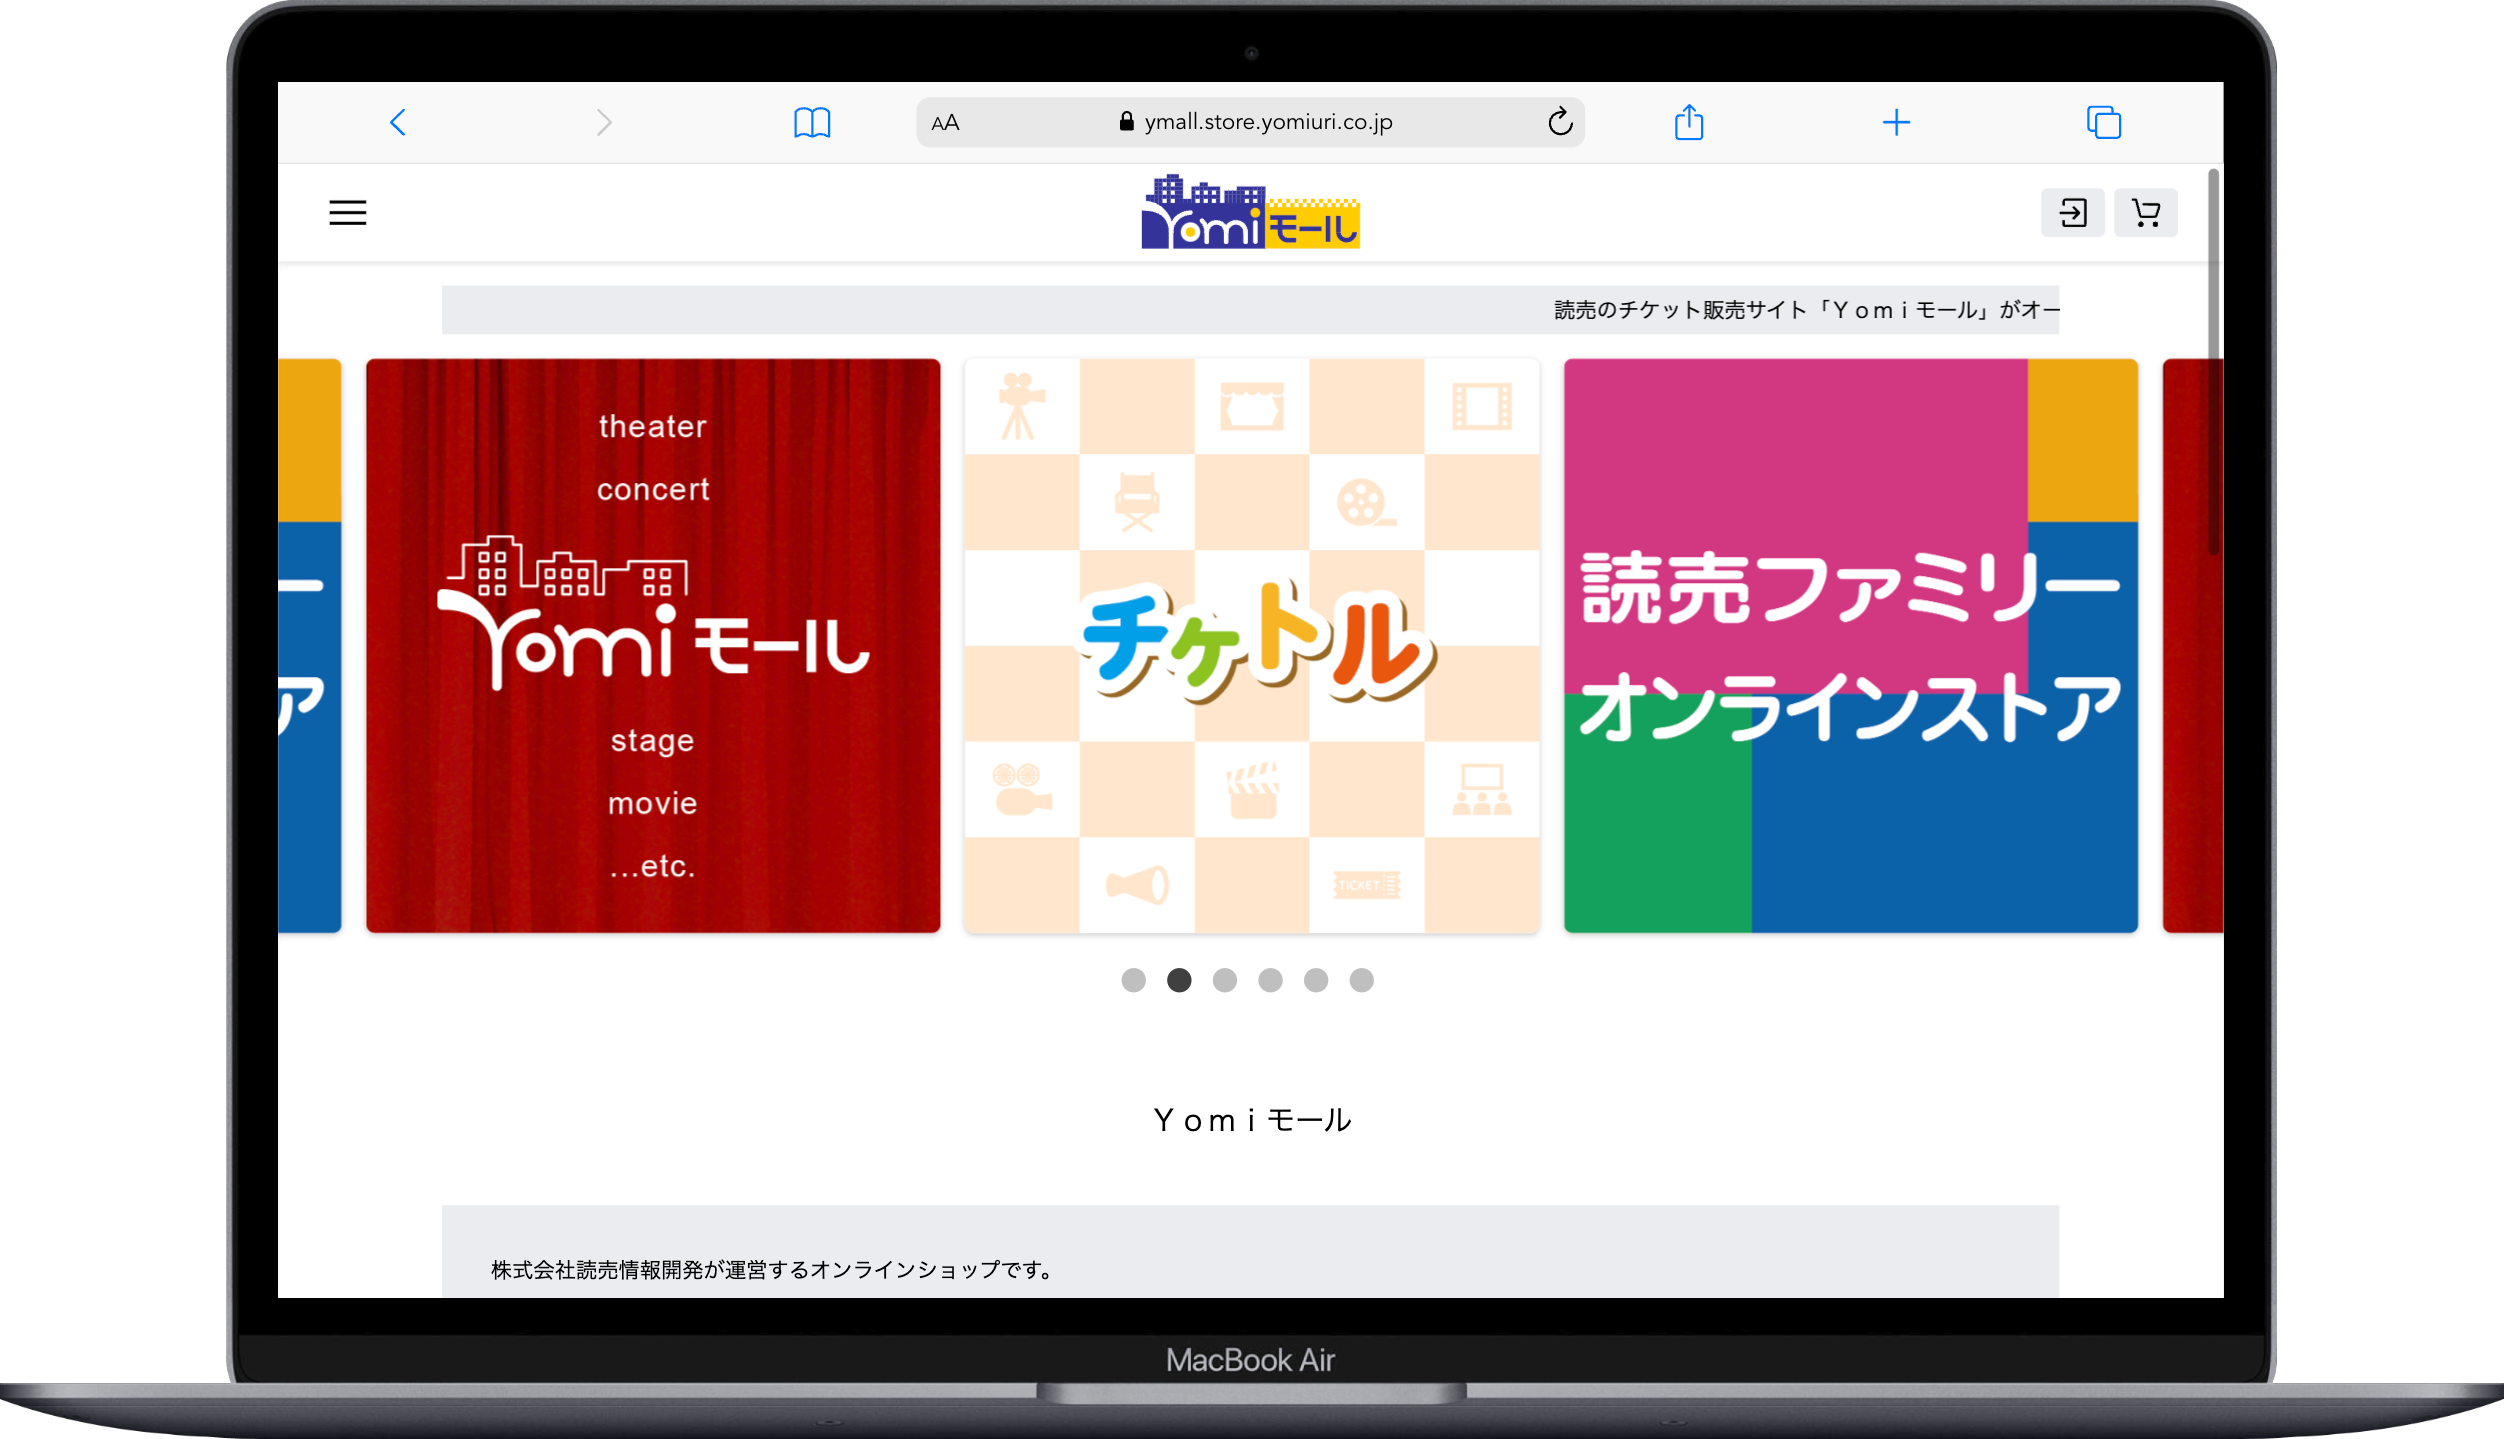 AA
ymall.store.yomiuri.co.jp
Yomiモール
読売のチケット販売サイト「Ｙｏｍｉモール」がオー
ー
ア
theater
concert
Yomiモール
stage
movie
...etc.
チケトル
TICKET
読売ファミリー
オンラインストア
Ｙｏｍｉモール
株式会社読売情報開発が運営するオンラインショップです。
MacBook Air